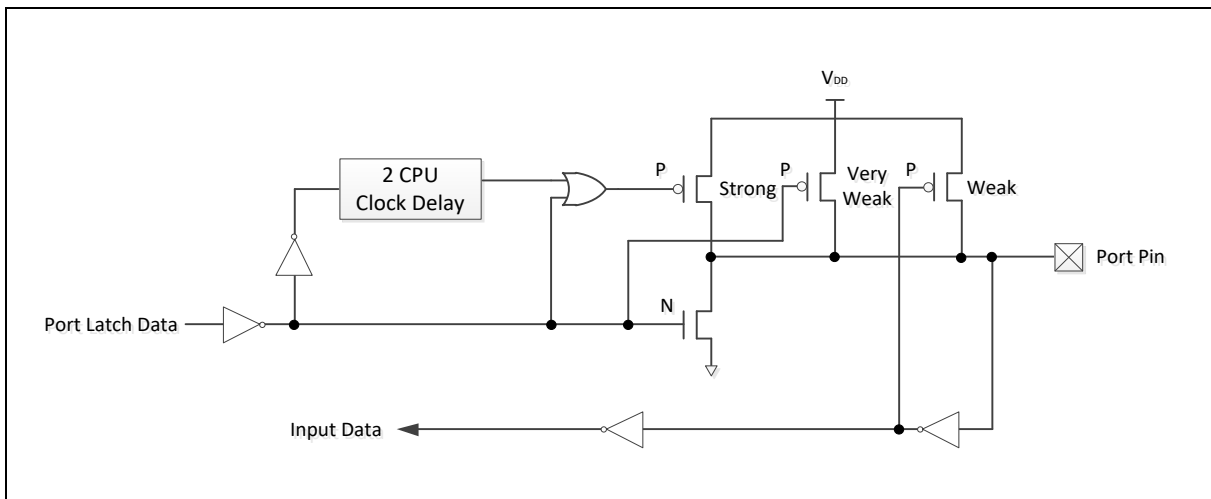 VDD
2 CPU
Clock Delay
P
Strong
P
Very
Weak
P
Weak
Port Pin
N
Port Latch Data
Input Data